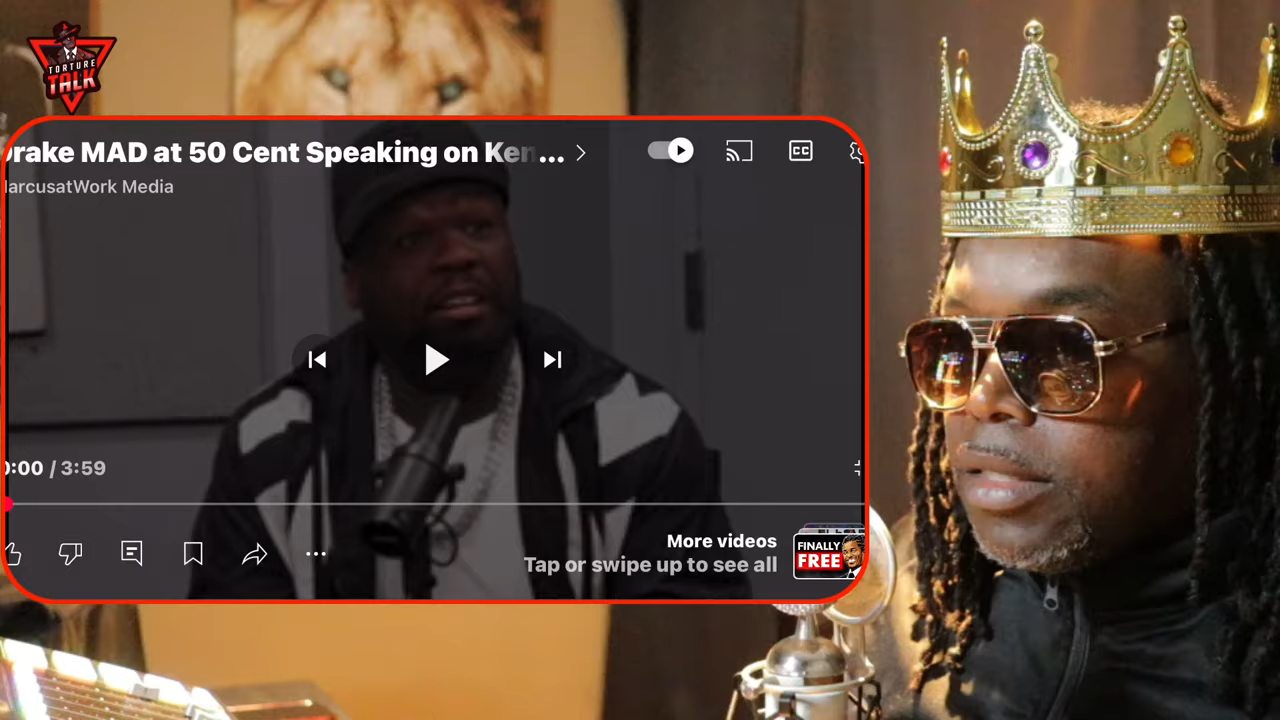 TORTURE
TALK
rake MAD at 50 Cent Speaking on Ken...
arcusatWork Media
CC
0:00 / 3:59
More videos
Tap or swipe up to see all
FINALLY
FREE